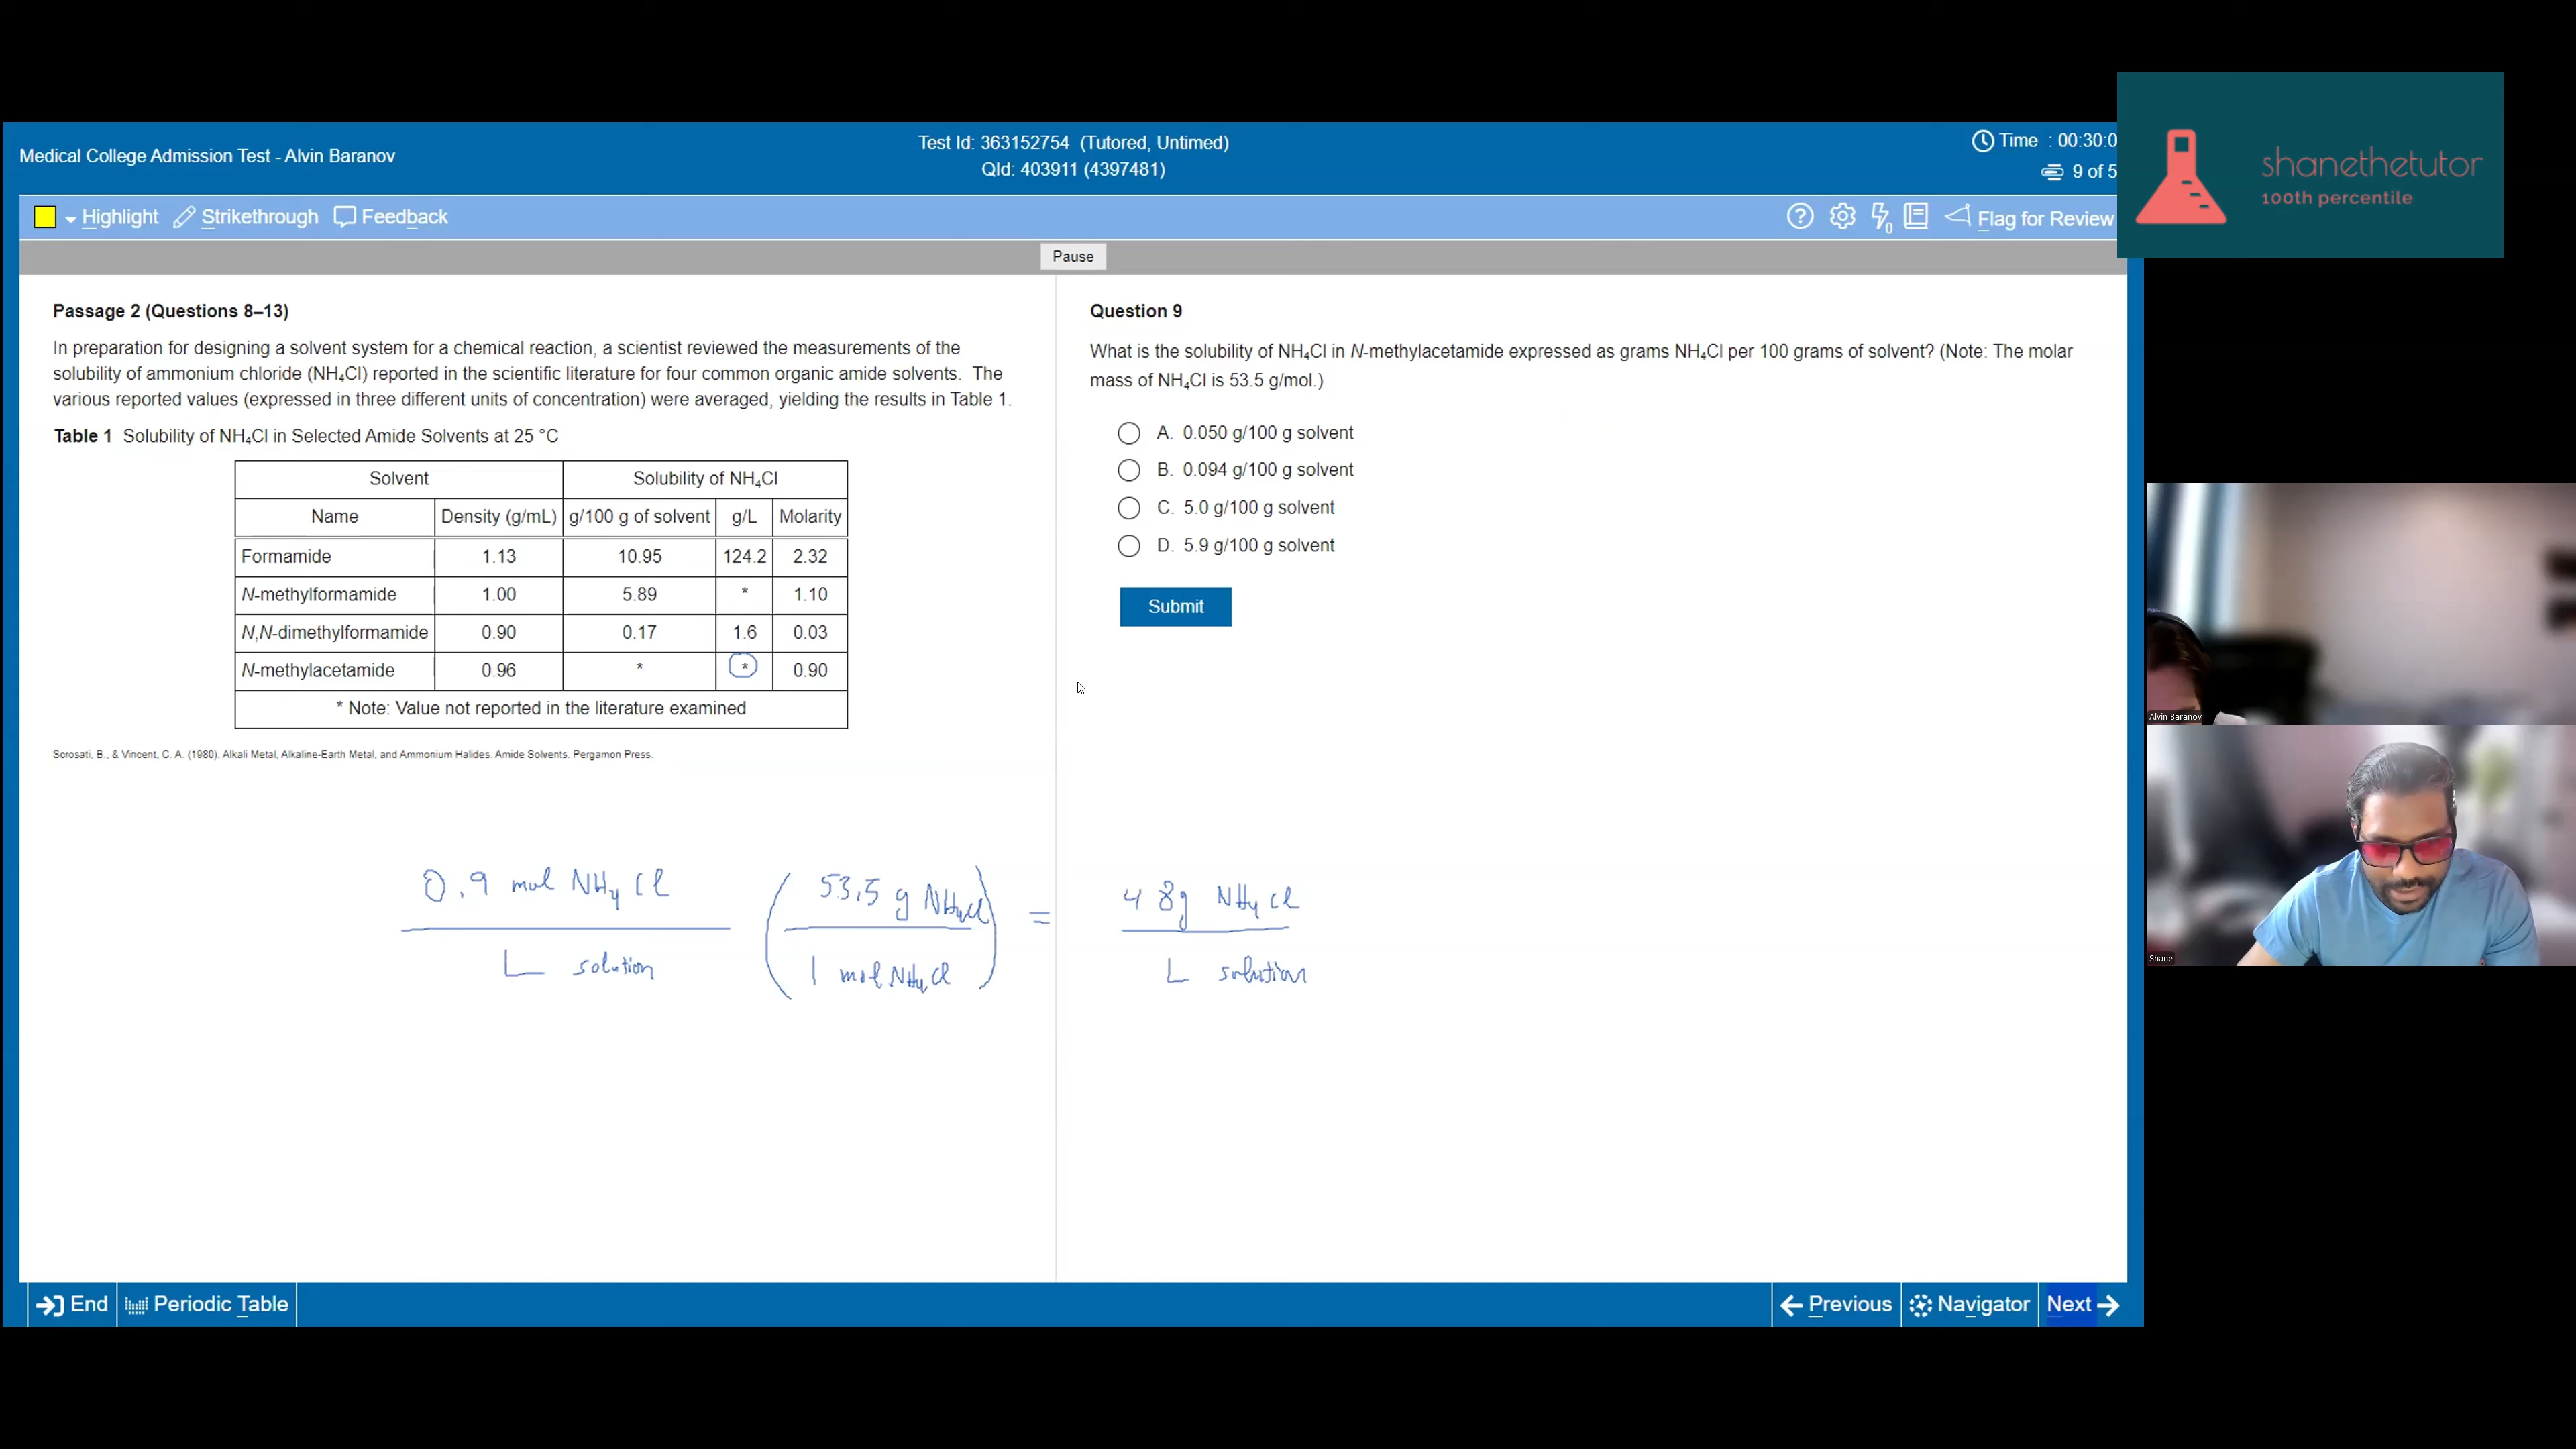 shanethetutor
100th percentile
Medical College Admission Test - Alvin Baranov
Test Id: 363152754 (Tutored, Untimed)
QId: 403911 (4397481)
Time : 00:30:0
9 of 5
Highlight Strikethrough Feedback
Flag for Review
Pause
Passage 2 (Questions 8–13)
In preparation for designing a solvent system for a chemical reaction, a scientist reviewed the measurements of the
solubility of ammonium chloride (NH₄Cl) reported in the scientific literature for four common organic amide solvents. The
various reported values (expressed in three different units of concentration) were averaged, yielding the results in Table 1.
Table 1 Solubility of NH₄Cl in Selected Amide Solvents at 25 °C
Solvent Solubility of NH₄Cl
Name Density (g/mL) g/100 g of solvent g/L Molarity
Formamide 1.13 10.95 124.2 2.32
N-methylformamide 1.00 5.89 * 1.10
N,N-dimethylformamide 0.90 0.17 1.6 0.03
N-methylacetamide 0.96 * * 0.90
* Note: Value not reported in the literature examined
Scrosati, B., & Vincent, C. A. (1980). Alkali Metal, Alkaline-Earth Metal, and Ammonium Halides. Amide Solvents. Pergamon Press.
Question 9
What is the solubility of NH₄Cl in N-methylacetamide expressed as grams NH₄Cl per 100 grams of solvent? (Note: The molar
mass of NH₄Cl is 53.5 g/mol.)
A. 0.050 g/100 g solvent
B. 0.094 g/100 g solvent
C. 5.0 g/100 g solvent
D. 5.9 g/100 g solvent
Submit
0.9 mol NH₄Cl ( 53.5 g NH₄Cl ) = 48g NH₄Cl
L solution 1 mol NH₄Cl L solution
Alvin Baranov
Shane
End Periodic Table
Previous Navigator Next